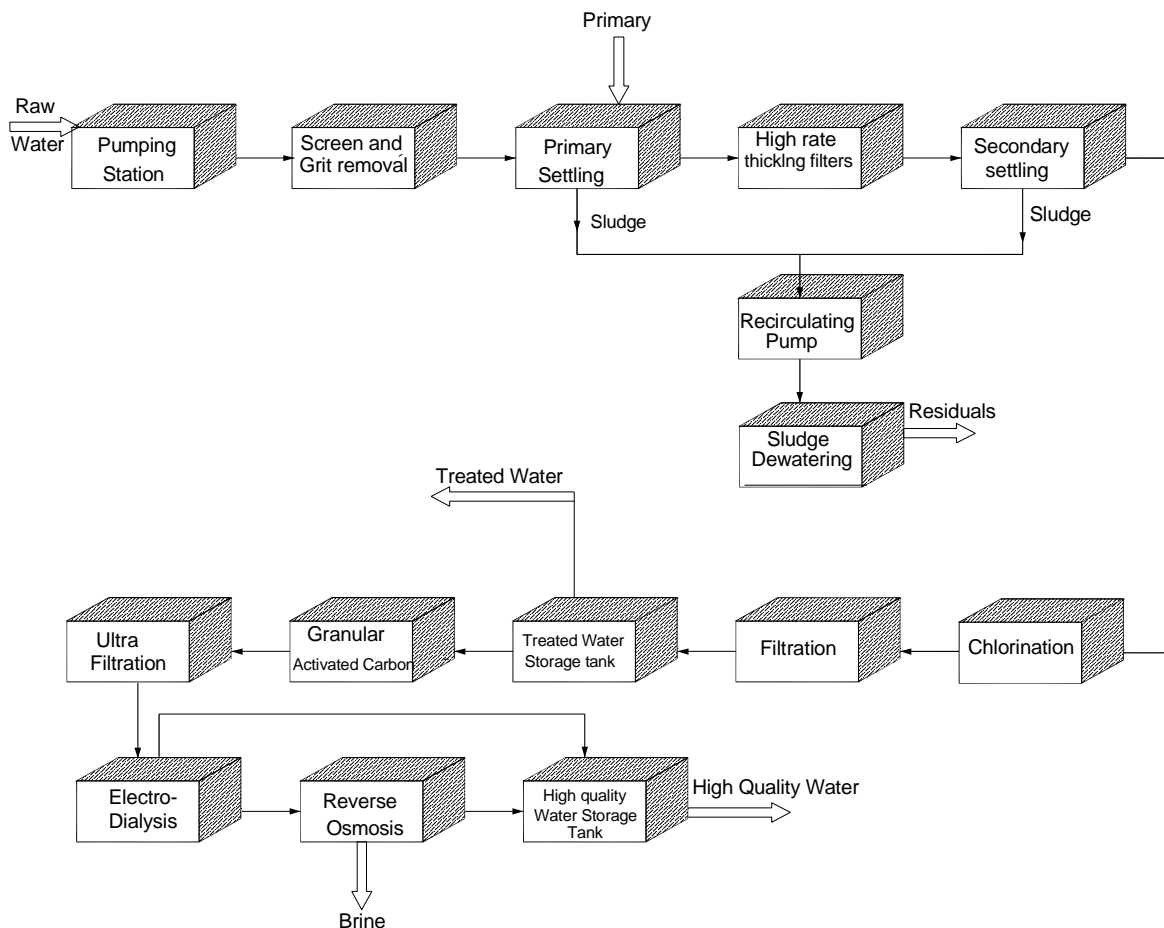 Primary
Raw
Water
Pumping
Station
Screen and
Grit removal
Primary
Settling
High rate
thicklng filters
Secondary
settling
Sludge
Sludge
Recirculating
Pump
Sludge
Dewatering
Residuals
Treated Water
Ultra
Filtration
Granular
Activated Carbon
Treated Water
Storage tank
Filtration
Chlorination
Electro-
Dialysis
Reverse
Osmosis
High quality
Water Storage
Tank
High Quality Water
Brine